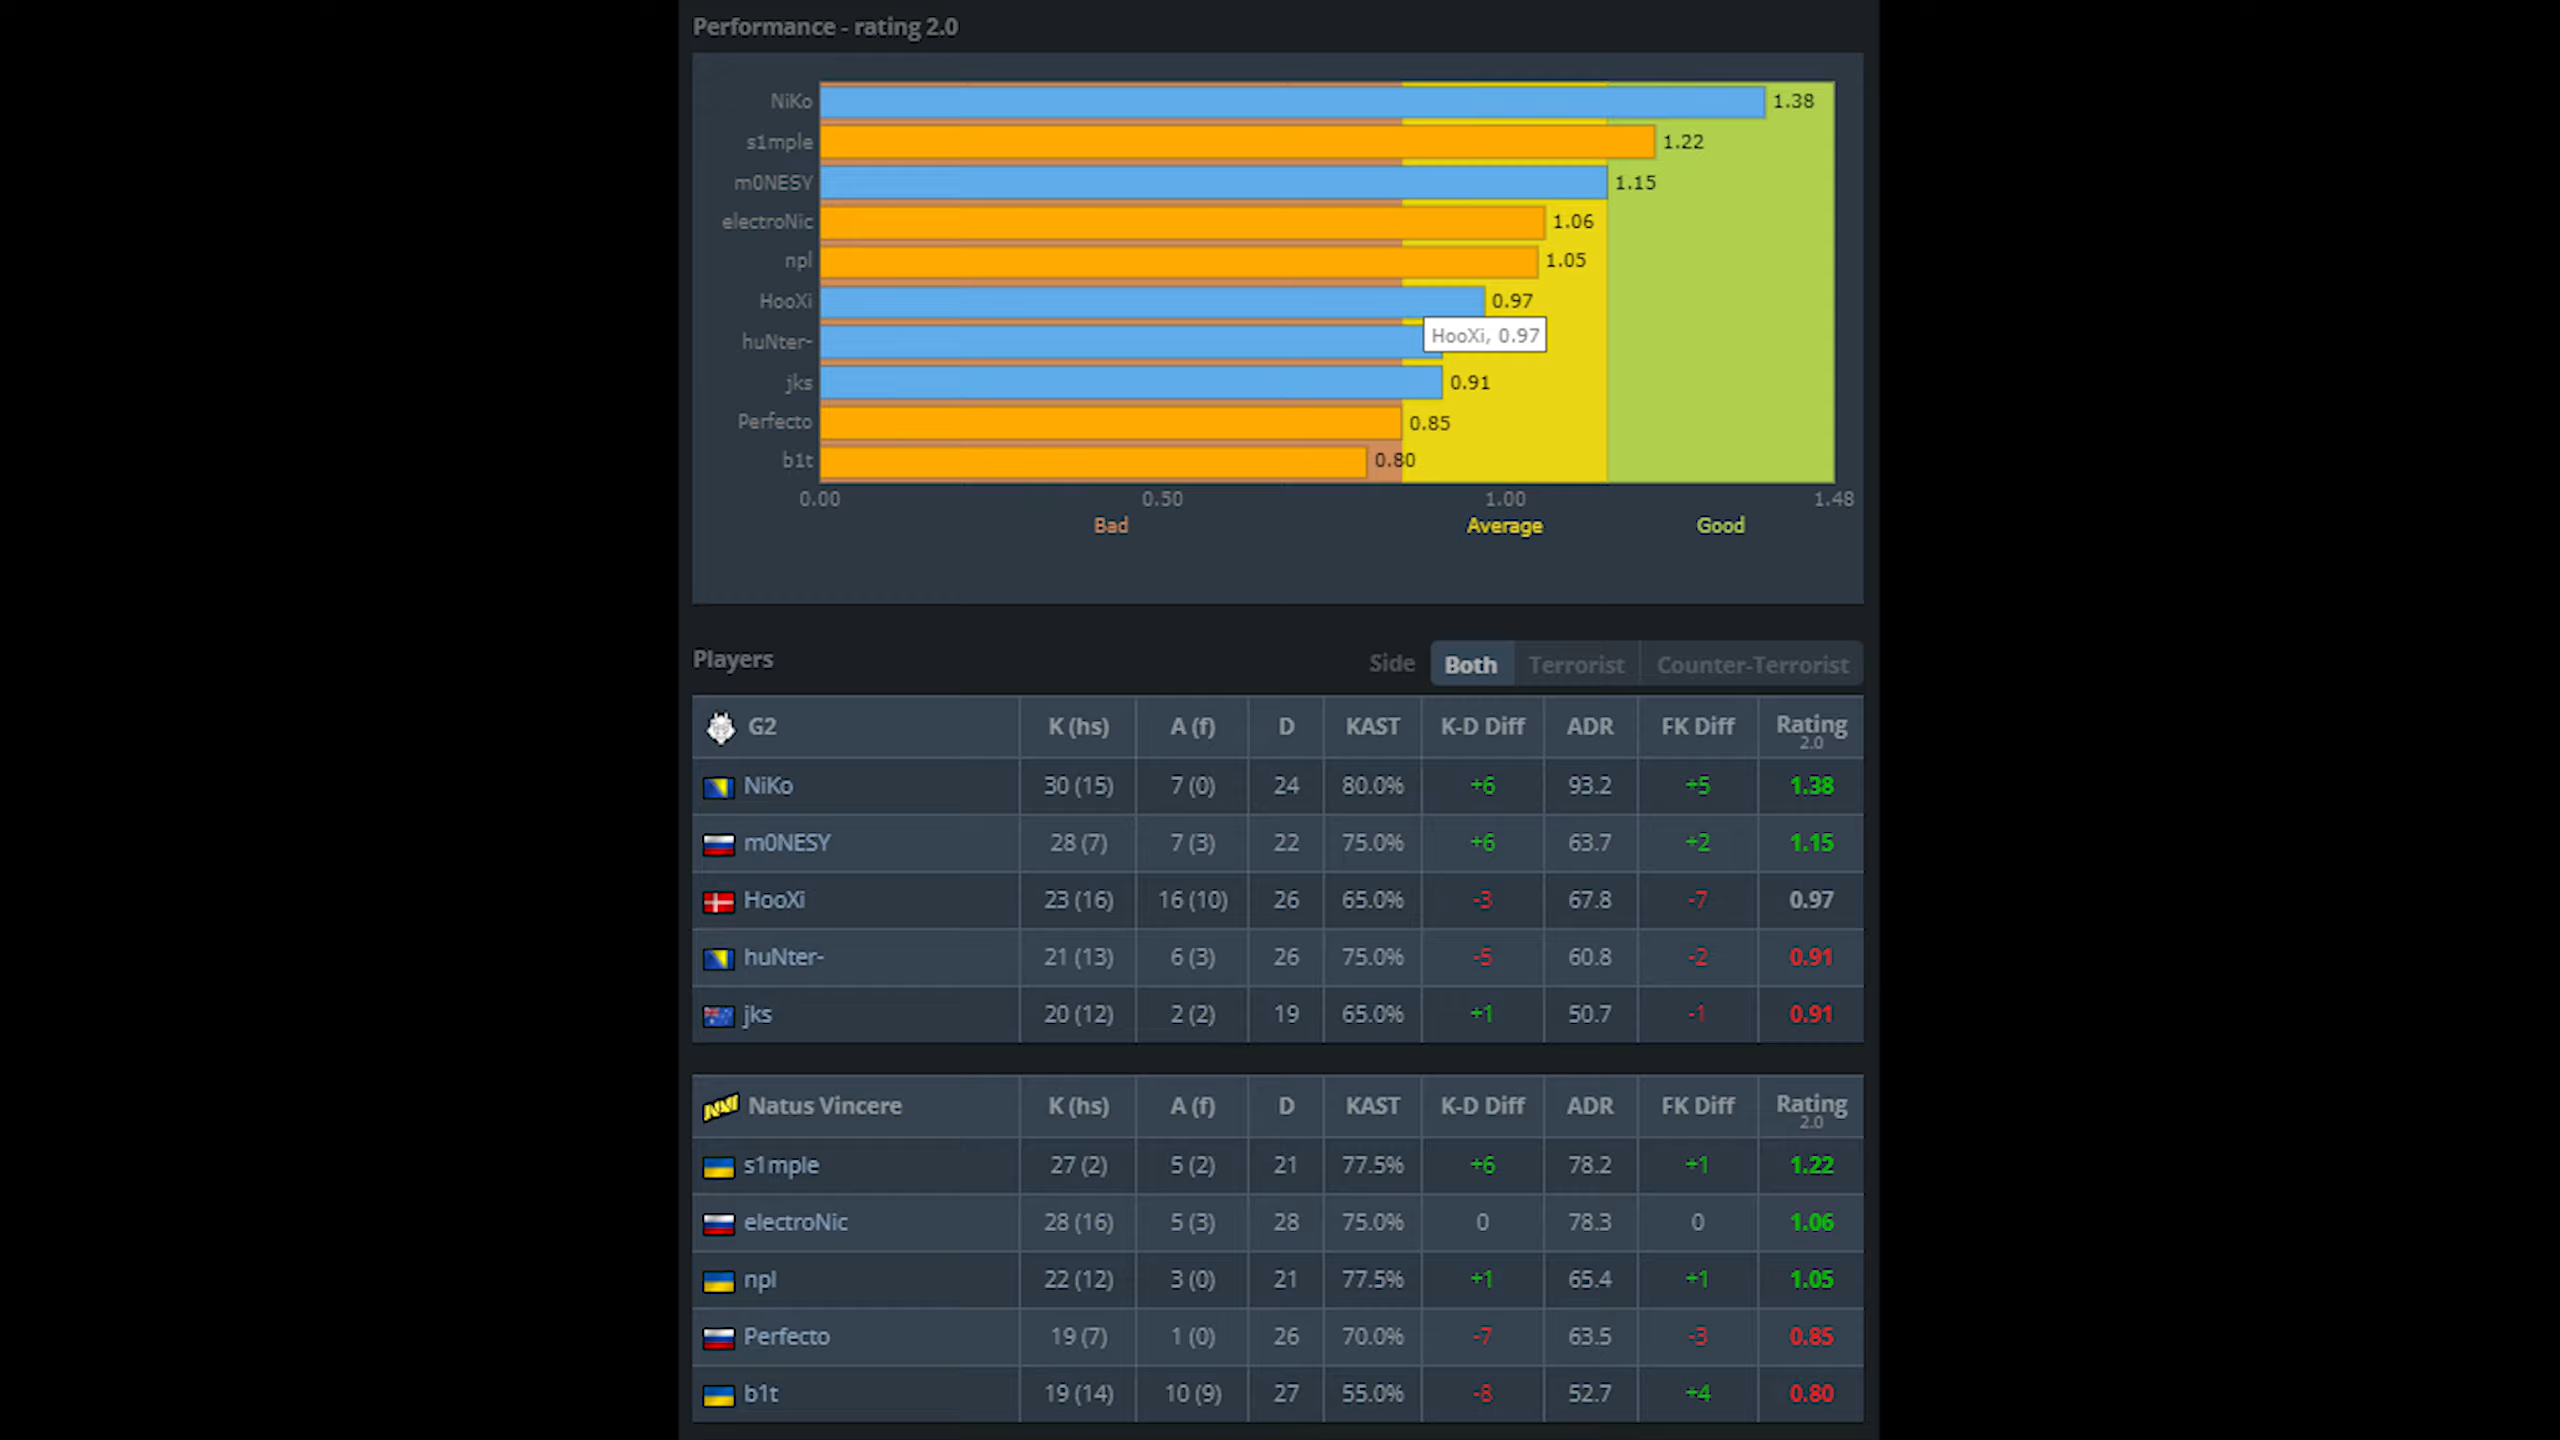 Performance - rating 2.0
NiKo 1.38
s1mple 1.22
m0NESY 1.15
electroNic 1.06
npl 1.05
HooXi 0.97
HooXi, 0.97
huNter-
jks 0.91
Perfecto 0.85
b1t 0.80
0.00 0.50 1.00 1.48
Bad Average Good
Players Side Both Terrorist Counter-Terrorist
G2 K (hs) A (f) D KAST K-D Diff ADR FK Diff Rating 2.0
NiKo 30 (15) 7 (0) 24 80.0% +6 93.2 +5 1.38
m0NESY 28 (7) 7 (3) 22 75.0% +6 63.7 +2 1.15
HooXi 23 (16) 16 (10) 26 65.0% -3 67.8 -7 0.97
huNter- 21 (13) 6 (3) 26 75.0% -5 60.8 -2 0.91
jks 20 (12) 2 (2) 19 65.0% +1 50.7 -1 0.91
Natus Vincere K (hs) A (f) D KAST K-D Diff ADR FK Diff Rating 2.0
s1mple 27 (2) 5 (2) 21 77.5% +6 78.2 +1 1.22
electroNic 28 (16) 5 (3) 28 75.0% 0 78.3 0 1.06
npl 22 (12) 3 (0) 21 77.5% +1 65.4 +1 1.05
Perfecto 19 (7) 1 (0) 26 70.0% -7 63.5 -3 0.85
b1t 19 (14) 10 (9) 27 55.0% -8 52.7 +4 0.80